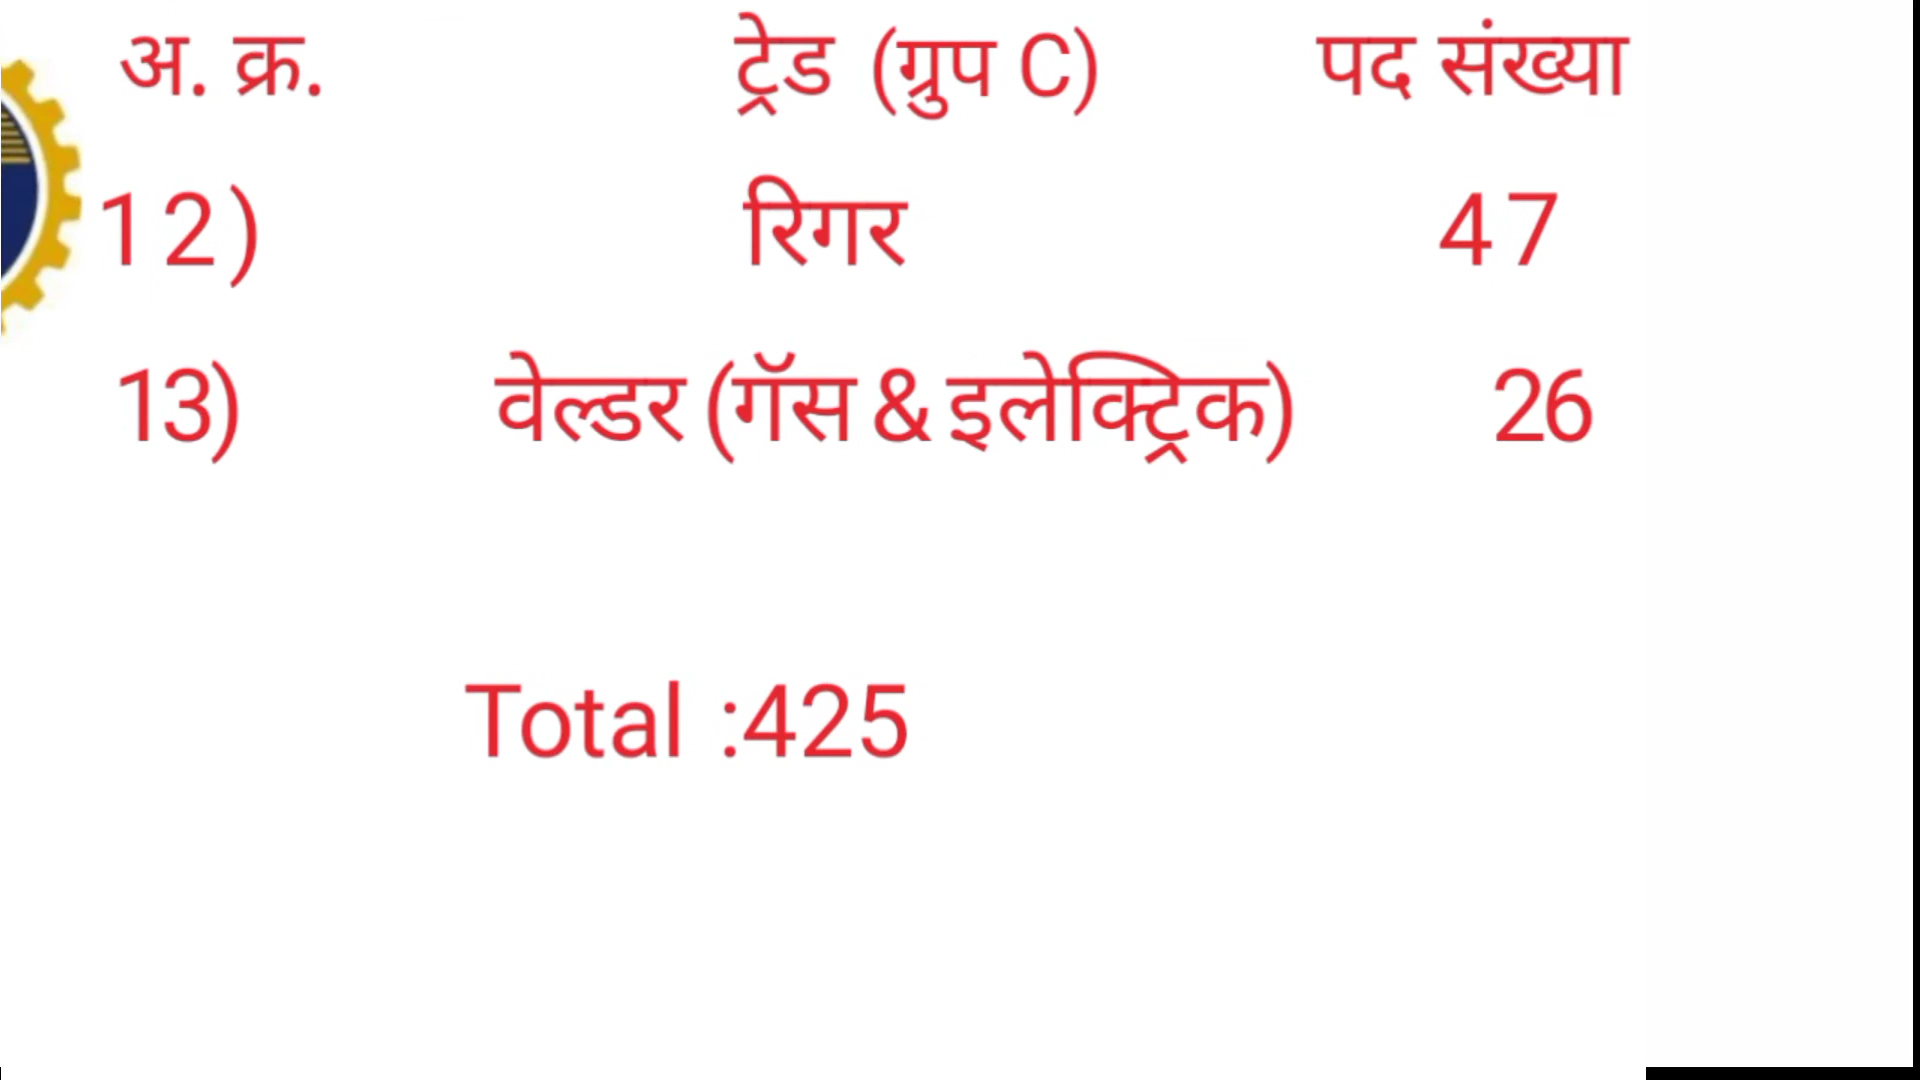 अ. क्र. ट्रेड (ग्रुप C) पद संख्या
12) रिगर 47
13) वेल्डर (गॅस & इलेक्ट्रिक) 26
Total :425